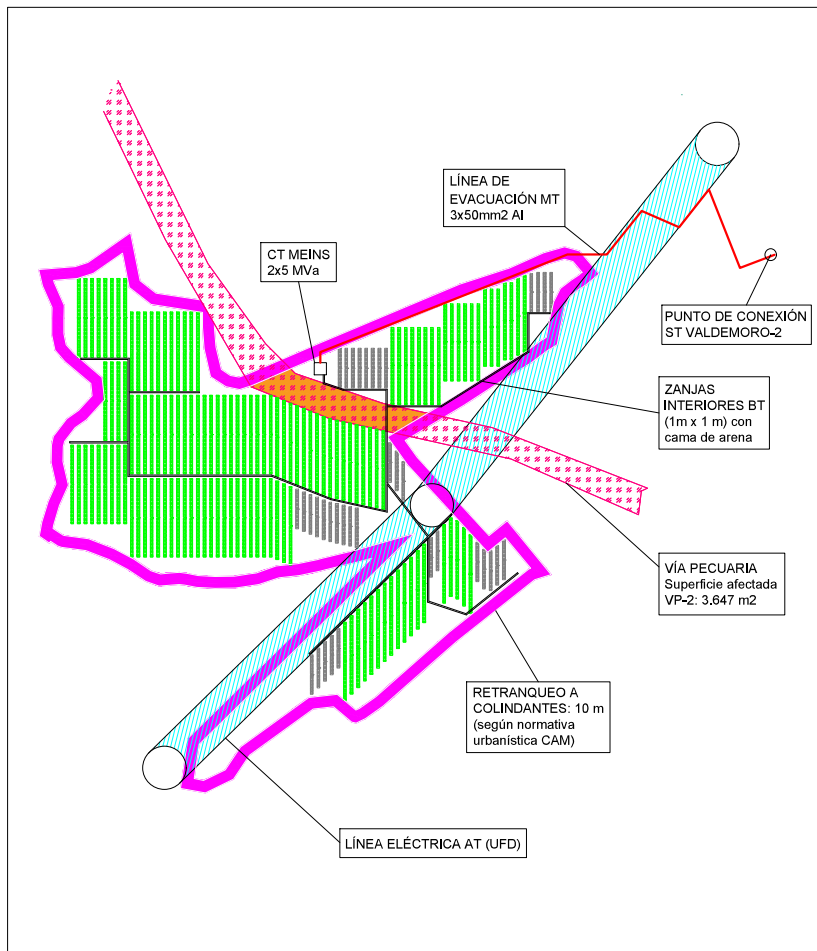 LÍNEA DE
EVACUACIÓN MT
3x50mm2 Al
CT MEINS
2x5 MVa
PUNTO DE CONEXIÓN
ST VALDEMORO-2
ZANJAS
INTERIORES BT
(1m x 1 m) con
cama de arena
VÍA PECUARIA
Superficie afectada
VP-2: 3.647 m2
RETRANQUEO A
COLINDANTES: 10 m
(según normativa
urbanística CAM)
LÍNEA ELÉCTRICA AT (UFD)